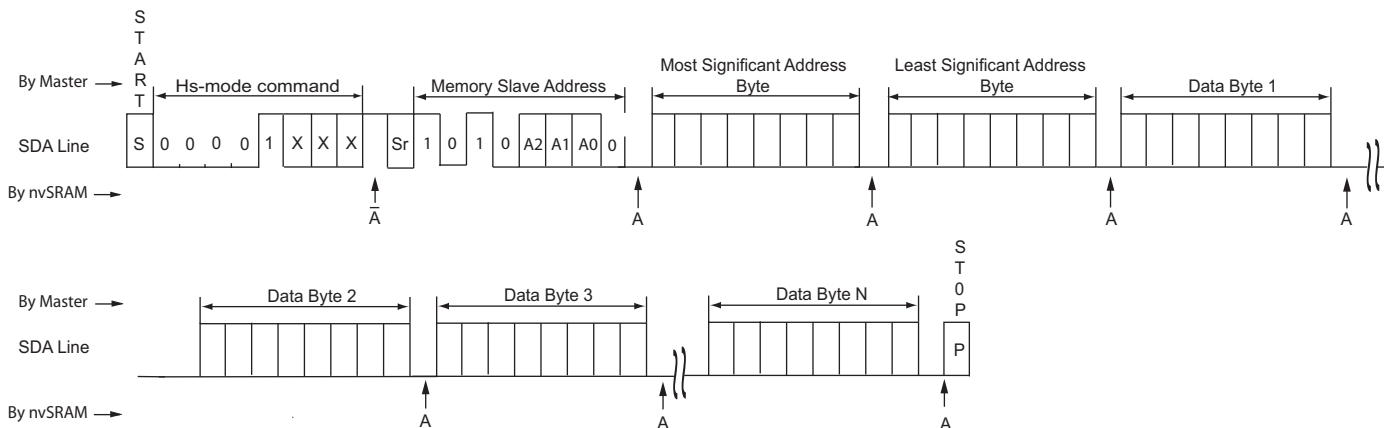 START
By Master
Hs-mode command
Memory Slave Address
Most Significant Address Byte
Least Significant Address Byte
Data Byte 1
SDA Line
S 0 0 0 0 1 X X X Sr 1 0 1 0 A2 A1 A0 0
By nvSRAM
A̅ A A A A
ST0P
By Master
Data Byte 2
Data Byte 3
Data Byte N
SDA Line
P
By nvSRAM
A A A